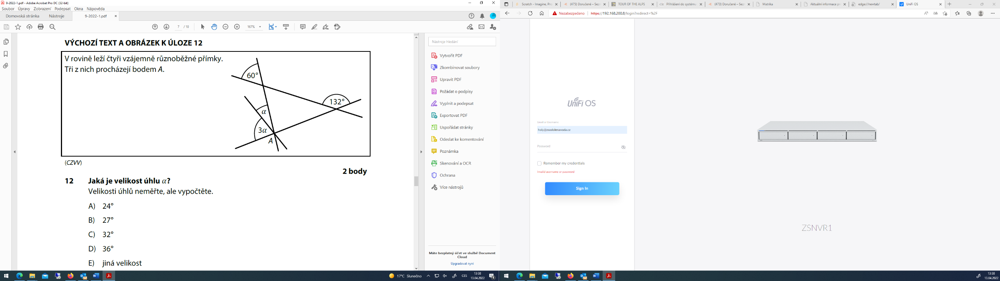 9-2022-1.pdf - Adobe Acrobat Pro DC (32-bit)
Soubor Úpravy Zobrazení Podepsat Okna Nápověda
Domovská stránka Nástroje 9-2022-1.pdf
7 / 10 167%
VÝCHOZÍ TEXT A OBRÁZEK K ÚLOZE 12
V rovině leží čtyři vzájemně různoběžné přímky.
Tři z nich procházejí bodem A.
60°
132°
α
3α
A
(CZVV)
2 body
12 Jaká je velikost úhlu α?
Velikosti úhlů neměřte, ale vypočtěte.
A) 24°
B) 27°
C) 32°
D) 36°
E) jiná velikost
Nástroje hledání
Vytvořit PDF
Zkombinovat soubory
Upravit PDF
Požádat o podpisy
Vyplnit a podepsat
Exportovat PDF
Uspořádat stránky
Odeslat ke komentování
Poznámka
Skenování a OCR
Ochrana
Více nástrojů
Máte bezplatný účet ve službě Document
Cloud
Upgradovat nyní
17°C Slunečno CES 13:38
13.04.2022
4
Scratch - Imagine, Pro (475) Doručené – Sezn TOUR OF THE ALPS Přihlášení do systému (473) Doručené – Sezn Matrika Aktuální informace pr edge://newtab/ UniFi OS
Nezabezpečeno https://192.168.200.8/login?redirect=%2F
UniFi OS
Email or Username
holy@zsodolenavoda.cz
Password
Remember my credentials
Invalid username or password
Sign In
ZSNVR1
13:38
13.04.2022